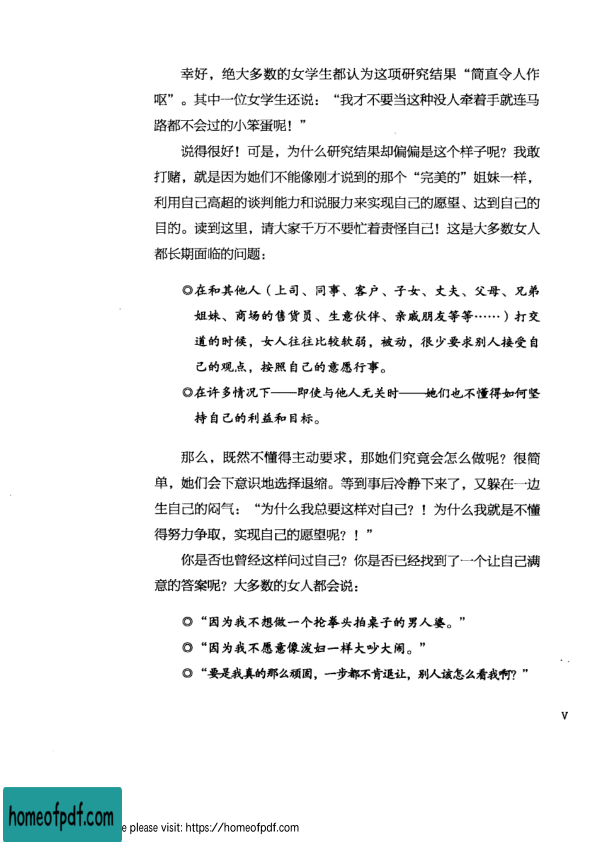 幸好，绝大多数的女学生都认为这项研究结果“简直令人作
呕”。其中一位女学生还说：“我才不要当这种没人牵着手就连马
路都不会过的小笨蛋呢！”
说得很好！可是，为什么研究结果却偏偏是这个样子呢？我敢
打赌，就是因为她们不能像刚才说到的那个“完美的”姐妹一样，
利用自己高超的谈判能力和说服力来实现自己的愿望、达到自己的
目的。读到这里，请大家千万不要忙着责怪自己！这是大多数女人
都长期面临的问题：
◎在和其他人（上司、同事、客户、子女、丈夫、父母、兄弟
姐妹、商场的售货员、生意伙伴、亲戚朋友等等……）打交
道的时候，女人往往比较软弱，被动，很少要求别人接受自
己的观点，按照自己的意愿行事。
◎在许多情况下——即使与他人无关时——她们也不懂得如何坚
持自己的利益和目标。
那么，既然不懂得主动要求，那她们究竟会怎么做呢？很简
单，她们会下意识地选择退缩。等到事后冷静下来了，又躲在一边
生自己的闷气：“为什么我总要这样对自己？！为什么我就是不懂
得努力争取，实现自己的愿望呢？！”
你是否也曾经这样问过自己？你是否已经找到了一个让自己满
意的答案呢？大多数的女人都会说：
◎“因为我不想做一个抡拳头拍桌子的男人婆。”
◎“因为我不愿意像泼妇一样大吵大闹。”
◎“要是我真的那么顽固，一步都不肯退让，别人该怎么看我啊？”
V
homeofpdf.com
e please visit: https://homeofpdf.com